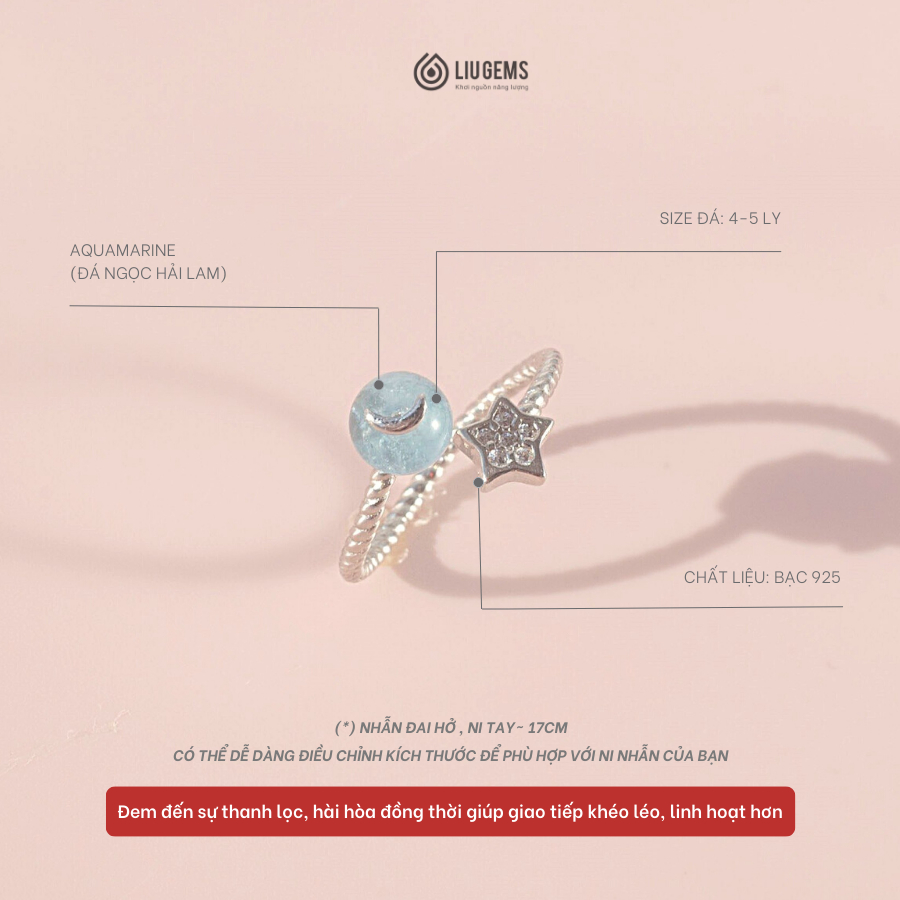 LIU GEMS
Khơi nguồn năng lượng
SIZE ĐÁ: 4-5 LY
AQUAMARINE
(ĐÁ NGỌC HẢI LAM)
CHẤT LIỆU: BẠC 925
(*) NHẪN ĐAI HỞ , NI TAY~ 17CM
CÓ THỂ DỄ DÀNG ĐIỀU CHỈNH KÍCH THƯỚC ĐỂ PHÙ HỢP VỚI NI NHẪN CỦA BẠN
Đem đến sự thanh lọc, hài hòa đồng thời giúp giao tiếp khéo léo, linh hoạt hơn